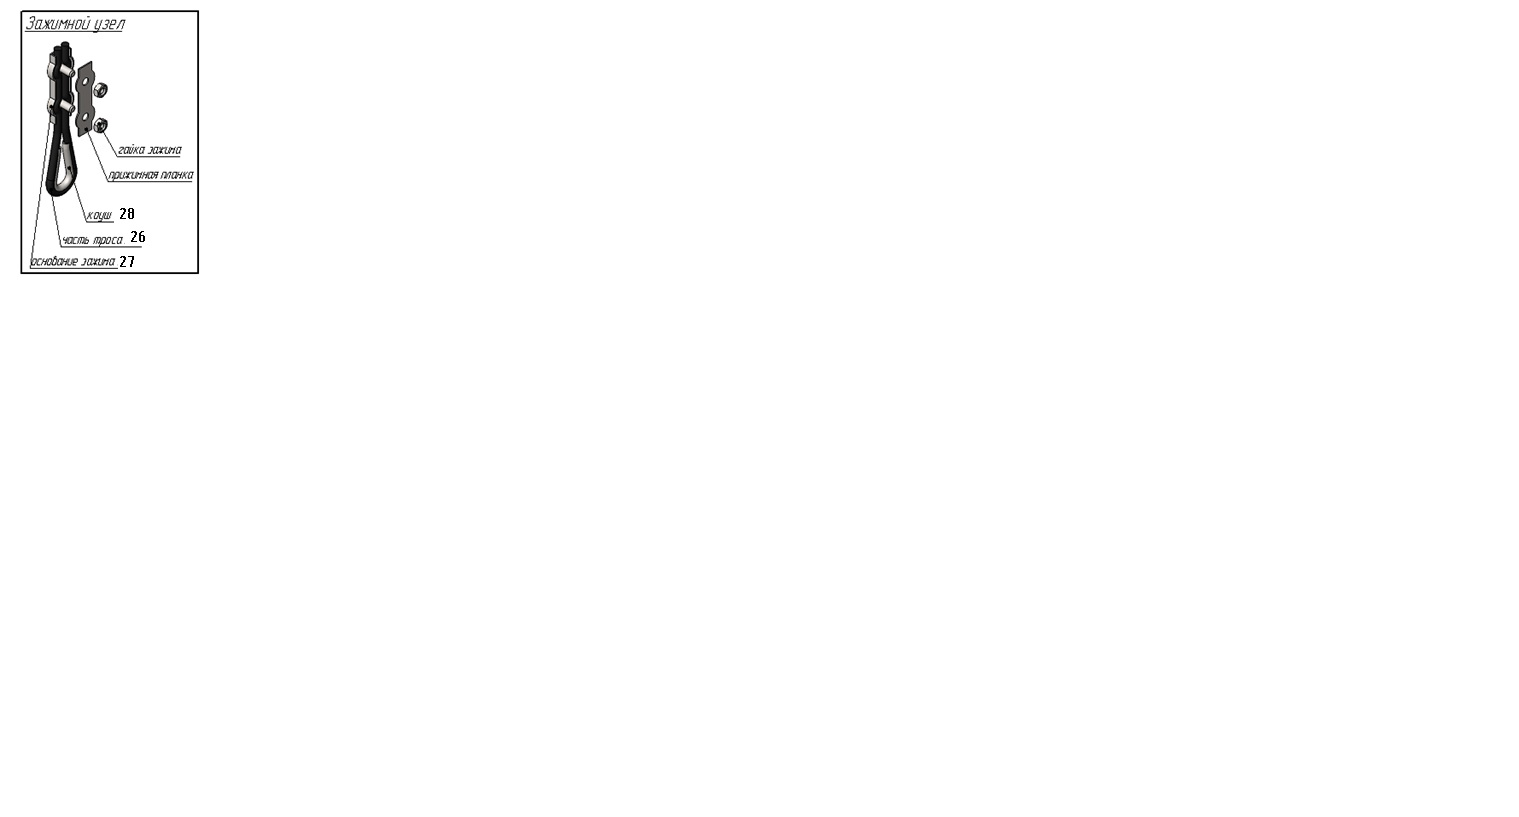 Зажимной узел
гайка зажима
прижимная планка
коуш 28
часть троса 26
основание зажима 27